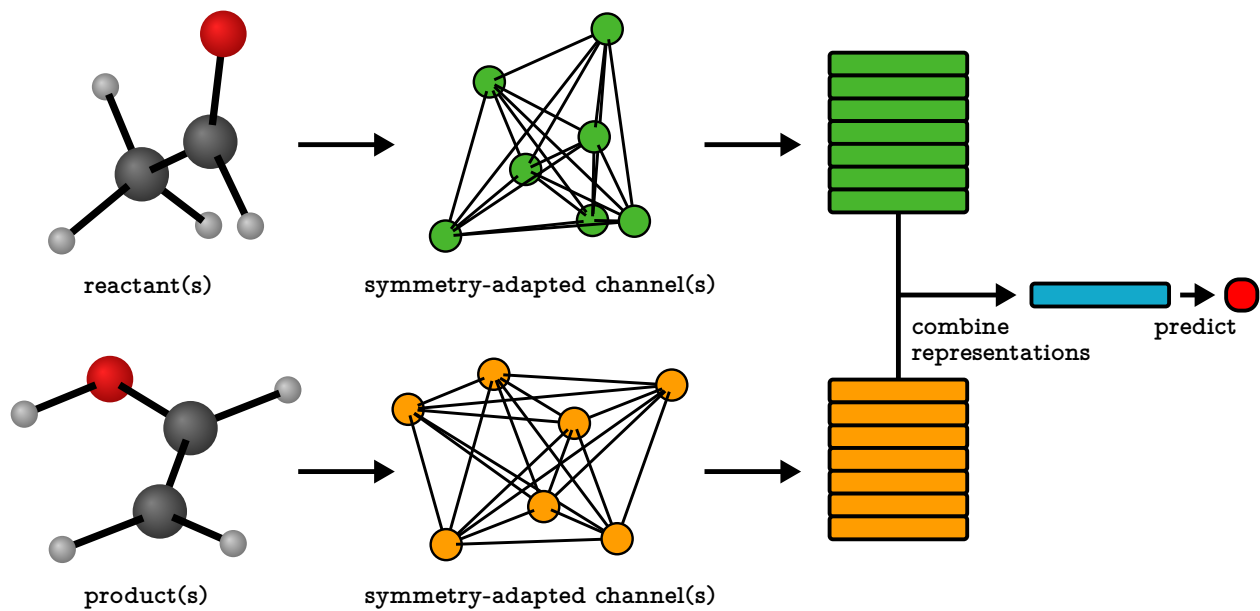 reactant(s)
symmetry-adapted channel(s)
combine
representations
predict
product(s)
symmetry-adapted channel(s)